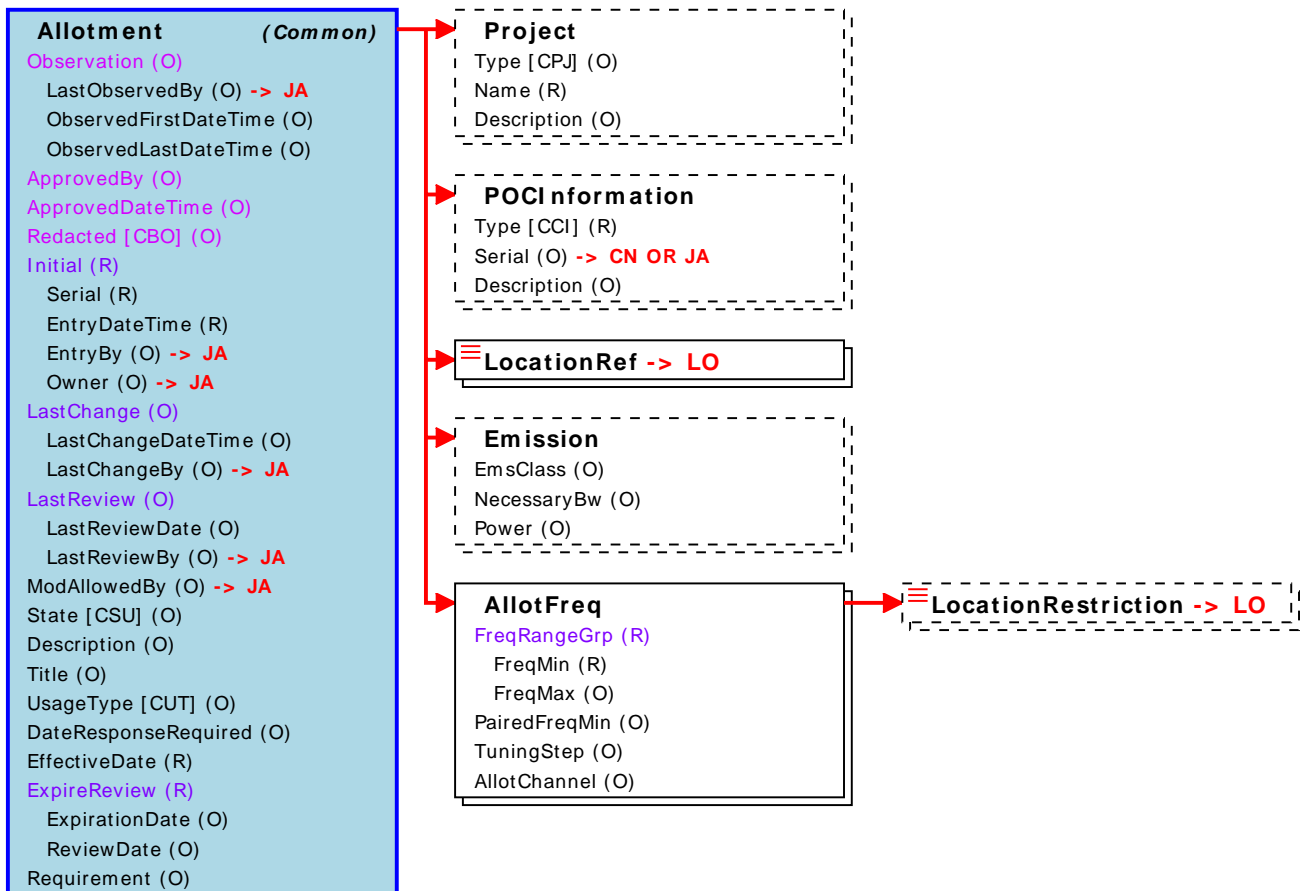 Allotment (Common)
Observation (O)
LastObservedBy (O) -> JA
ObservedFirstDateTime (O)
ObservedLastDateTime (O)
ApprovedBy (O)
ApprovedDateTime (O)
Redacted [CBO] (O)
Initial (R)
Serial (R)
EntryDateTime (R)
EntryBy (O) -> JA
Owner (O) -> JA
LastChange (O)
LastChangeDateTime (O)
LastChangeBy (O) -> JA
LastReview (O)
LastReviewDate (O)
LastReviewBy (O) -> JA
ModAllowedBy (O) -> JA
State [CSU] (O)
Description (O)
Title (O)
UsageType [CUT] (O)
DateResponseRequired (O)
EffectiveDate (R)
ExpireReview (R)
ExpirationDate (O)
ReviewDate (O)
Requirement (O)
Project
Type [CPJ] (O)
Name (R)
Description (O)
POCInformation
Type [CCI] (R)
Serial (O) -> CN OR JA
Description (O)
LocationRef -> LO
Emission
EmsClass (O)
NecessaryBw (O)
Power (O)
AllotFreq
FreqRangeGrp (R)
FreqMin (R)
FreqMax (O)
PairedFreqMin (O)
TuningStep (O)
AllotChannel (O)
LocationRestriction -> LO